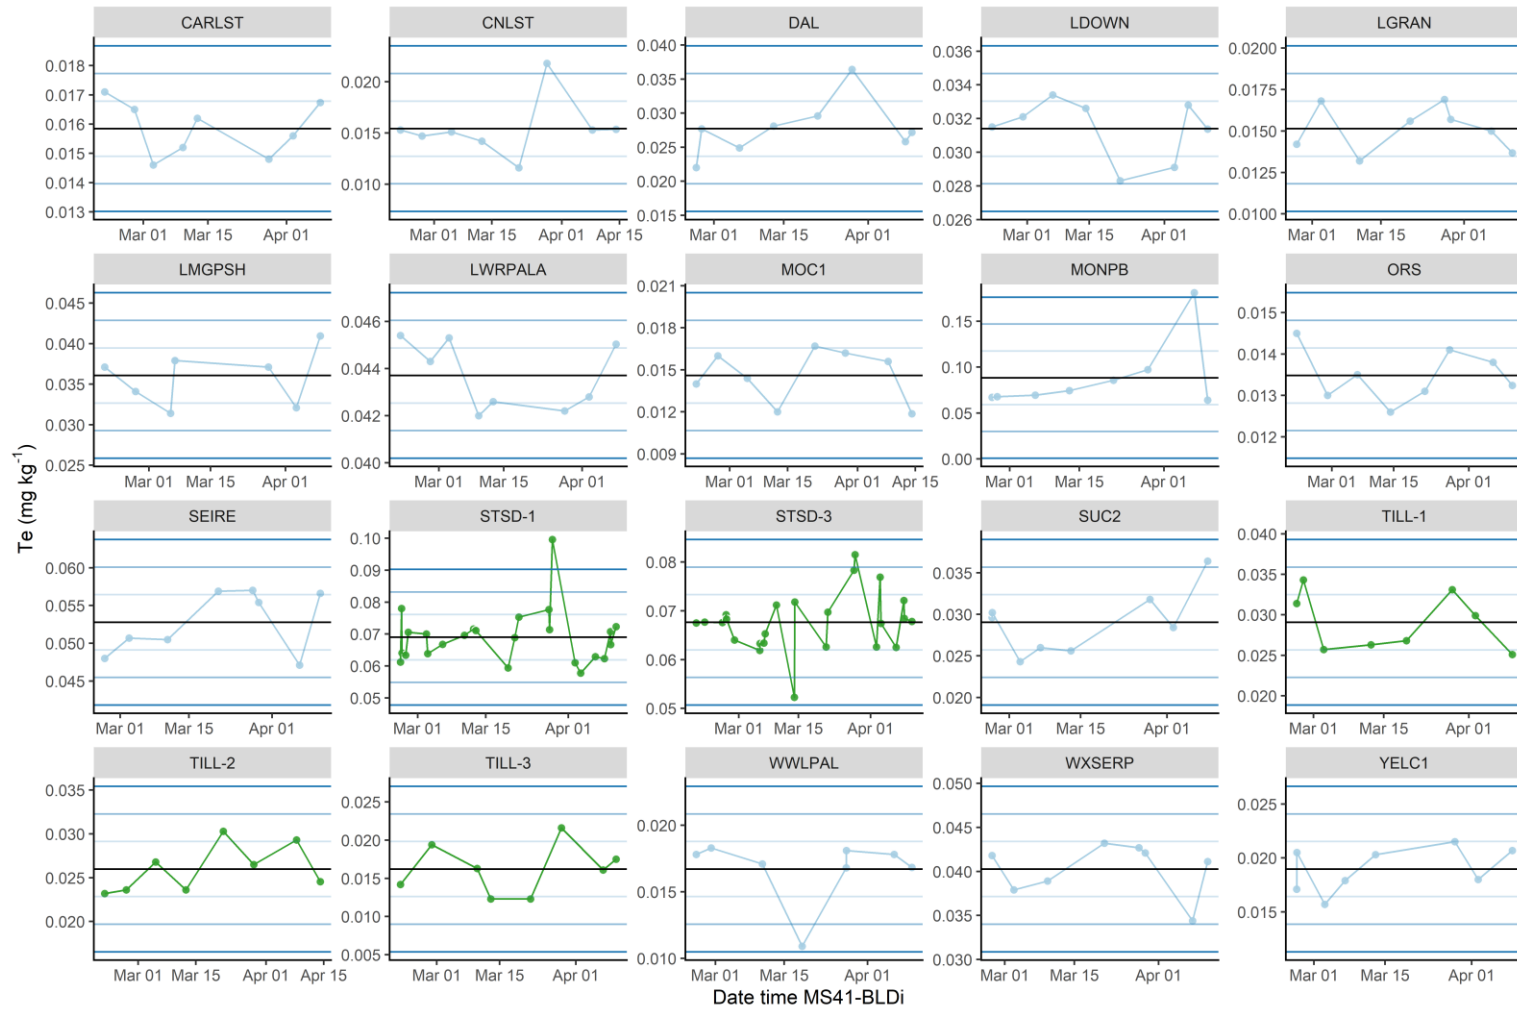 CARLST CNLST DAL LDOWN LGRAN
0.018 0.017 0.016 0.015 0.014 0.013
0.020 0.015 0.010
0.040 0.035 0.030 0.025 0.020 0.015
0.036 0.034 0.032 0.030 0.028 0.026
0.0200 0.0175 0.0150 0.0125 0.0100
Mar 01 Mar 15 Apr 01
Mar 01 Mar 15 Apr 01 Apr 15
Mar 01 Mar 15 Apr 01
Mar 01 Mar 15 Apr 01
Mar 01 Mar 15 Apr 01
LMGPSH LWRPALA MOC1 MONPB ORS
0.045 0.040 0.035 0.030 0.025
0.046 0.044 0.042 0.040
0.021 0.018 0.015 0.012 0.009
0.15 0.10 0.05 0.00
0.015 0.014 0.013 0.012
Mar 01 Mar 15 Apr 01
Mar 01 Mar 15 Apr 01
Mar 01 Mar 15 Apr 01 Apr 15
Mar 01 Mar 15 Apr 01
Mar 01 Mar 15 Apr 01
Te (mg kg⁻¹)
SEIRE STSD-1 STSD-3 SUC2 TILL-1
0.060 0.055 0.050 0.045
0.10 0.09 0.08 0.07 0.06 0.05
0.08 0.07 0.06 0.05
0.035 0.030 0.025 0.020
0.040 0.035 0.030 0.025 0.020
Mar 01 Mar 15 Apr 01
Mar 01 Mar 15 Apr 01
Mar 01 Mar 15 Apr 01
Mar 01 Mar 15 Apr 01
Mar 01 Mar 15 Apr 01
TILL-2 TILL-3 WWLPAL WXSERP YELC1
0.035 0.030 0.025 0.020
0.025 0.020 0.015 0.010 0.005
0.020 0.015 0.010
0.050 0.045 0.040 0.035 0.030
0.025 0.020 0.015
Mar 01 Mar 15 Apr 01 Apr 15
Mar 01 Mar 15 Apr 01
Mar 01 Mar 15 Apr 01
Mar 01 Mar 15 Apr 01
Mar 01 Mar 15 Apr 01
Date time MS41-BLDi